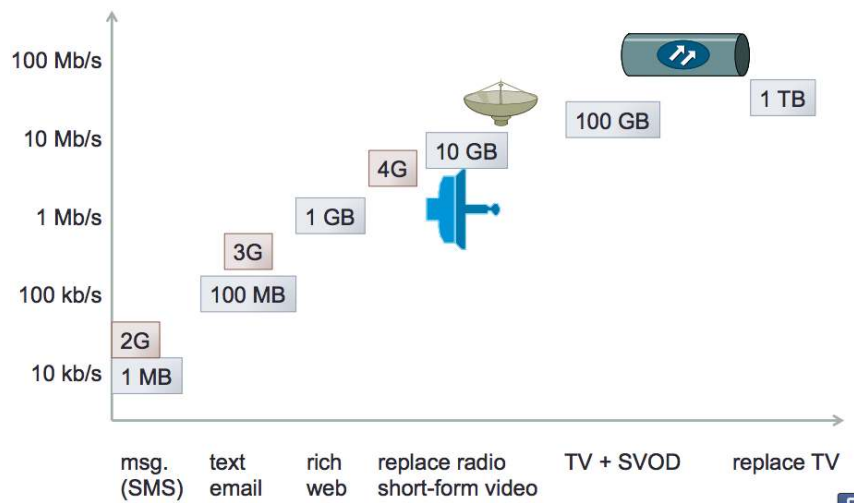 100 Mb/s
1 TB
100 GB
10 Mb/s
10 GB
4G
1 Mb/s
1 GB
3G
100 kb/s
100 MB
2G
10 kb/s
1 MB
msg.
(SMS)
text
email
rich
web
replace radio
short-form video
TV + SVOD
replace TV